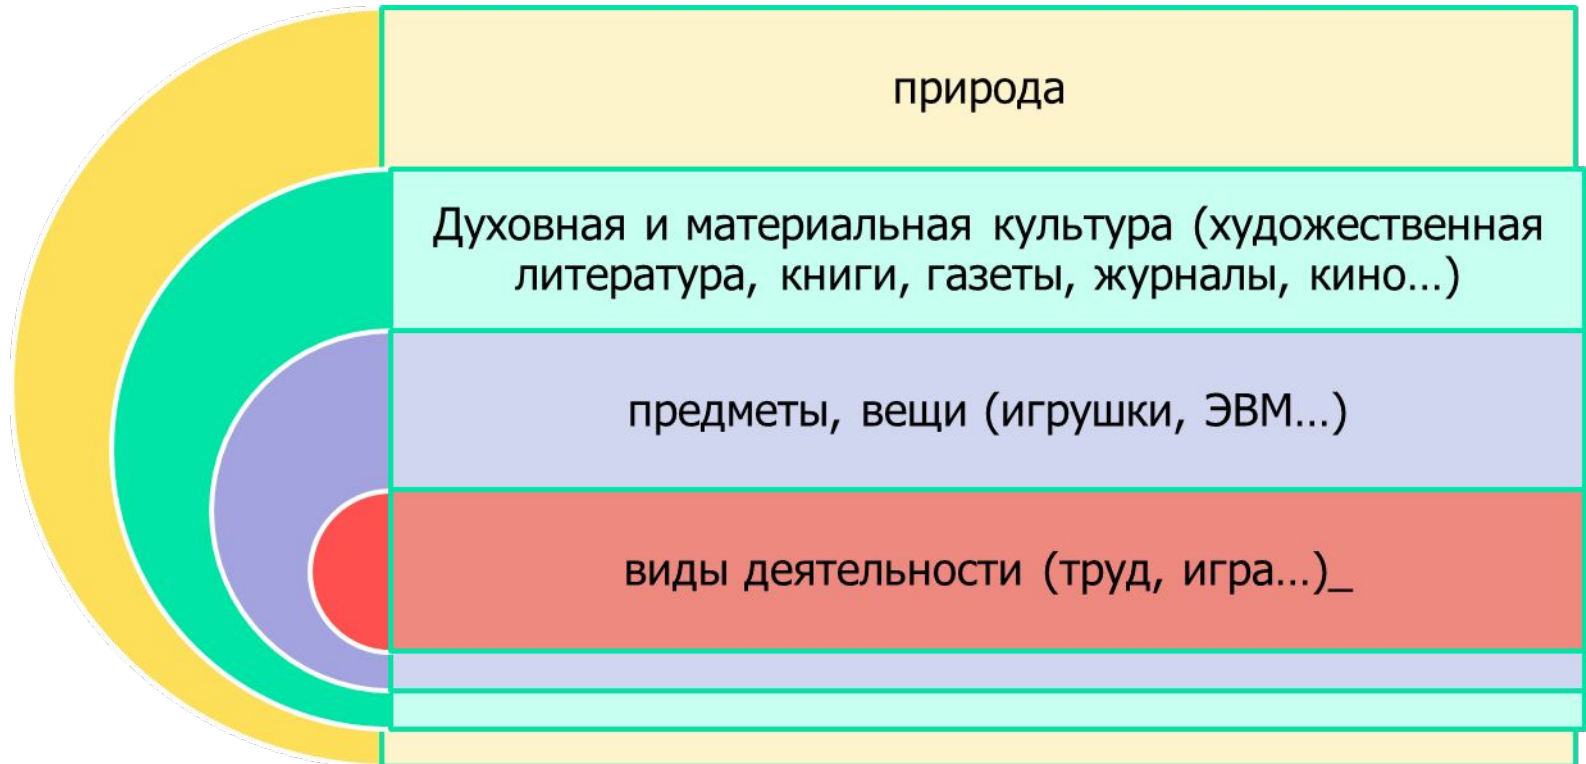 природа
Духовная и материальная культура (художественная
литература, книги, газеты, журналы, кино...)
предметы, вещи (игрушки, ЭВМ...)
виды деятельности (труд, игра...)_